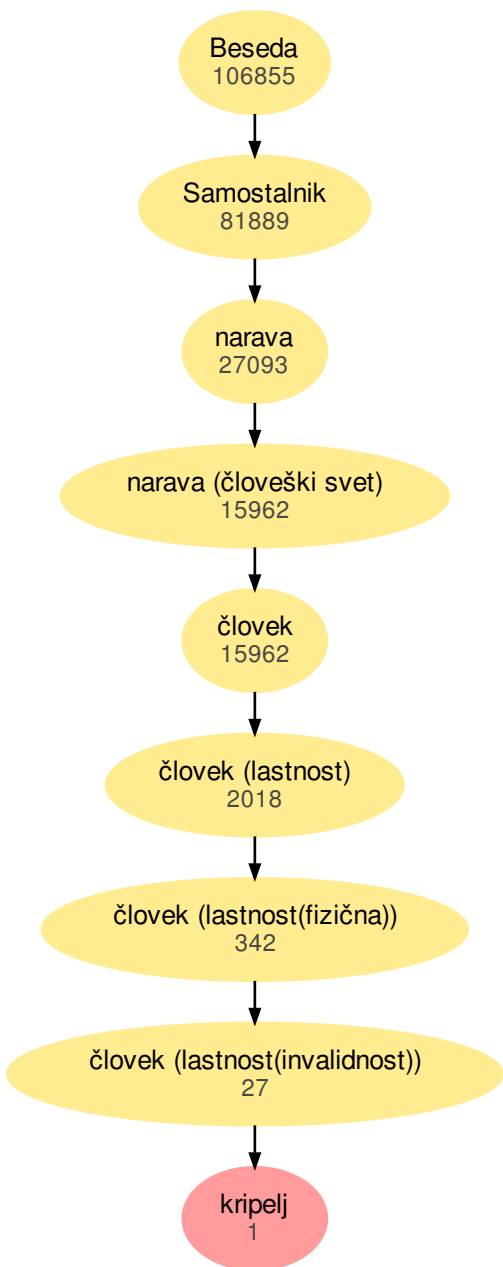 Beseda
106855
Samostalnik
81889
narava
27093
narava (človeški svet)
15962
človek
15962
človek (lastnost)
2018
človek (lastnost(fizična))
342
človek (lastnost(invalidnost))
27
kripelj
1